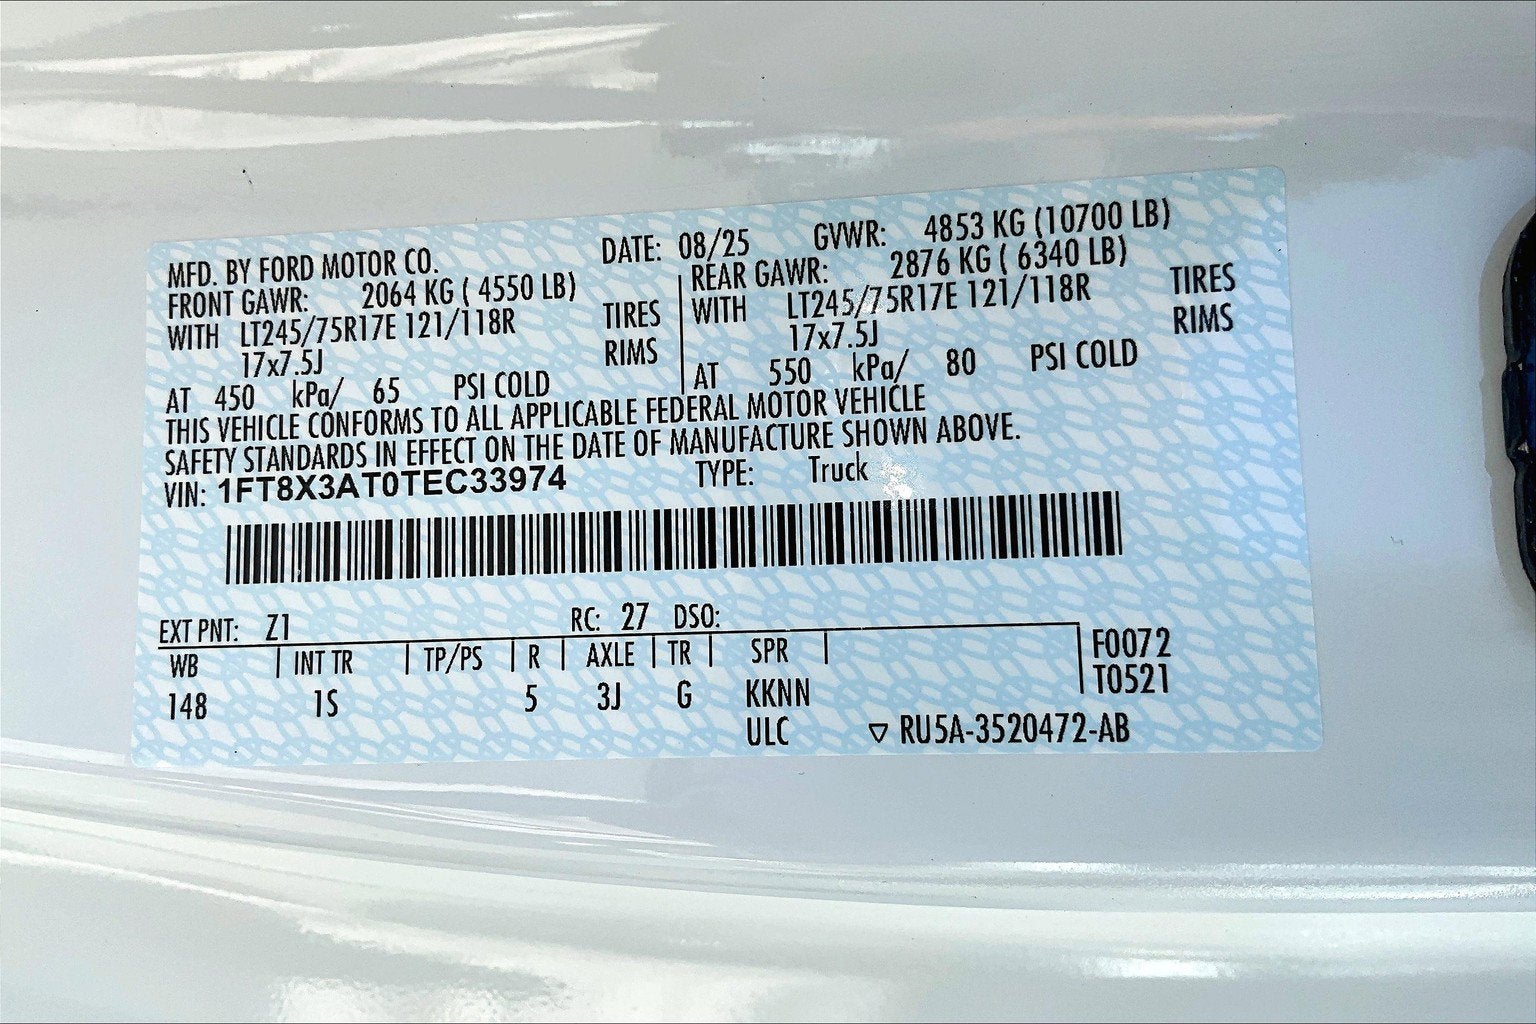 MFD. BY FORD MOTOR CO. DATE: 08/25 GVWR: 4853 KG (10700 LB)
FRONT GAWR: 2064 KG ( 4550 LB) REAR GAWR: 2876 KG ( 6340 LB)
WITH LT245/75R17E 121/118R TIRES WITH LT245/75R17E 121/118R TIRES
17x7.5J RIMS 17x7.5J RIMS
AT 450 kPa/ 65 PSI COLD AT 550 kPa/ 80 PSI COLD
THIS VEHICLE CONFORMS TO ALL APPLICABLE FEDERAL MOTOR VEHICLE
SAFETY STANDARDS IN EFFECT ON THE DATE OF MANUFACTURE SHOWN ABOVE.
VIN: 1FT8X3AT0TEC33974 TYPE: Truck
EXT PNT: Z1 RC: 27 DSO:
WB INT TR TP/PS R AXLE TR SPR F0072
148 1S 5 3J G KKNN T0521
ULC ▽ RU5A-3520472-AB